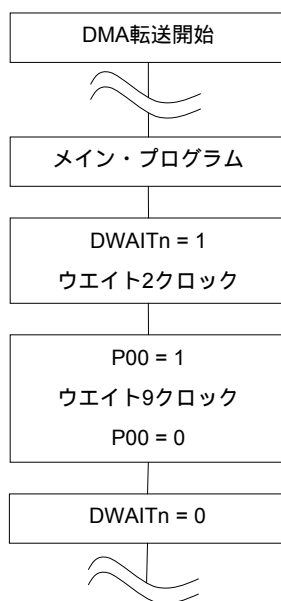 DMA転送開始
メイン・プログラム
DWAITn = 1
ウエイト2クロック
P00 = 1
ウエイト9クロック
P00 = 0
DWAITn = 0